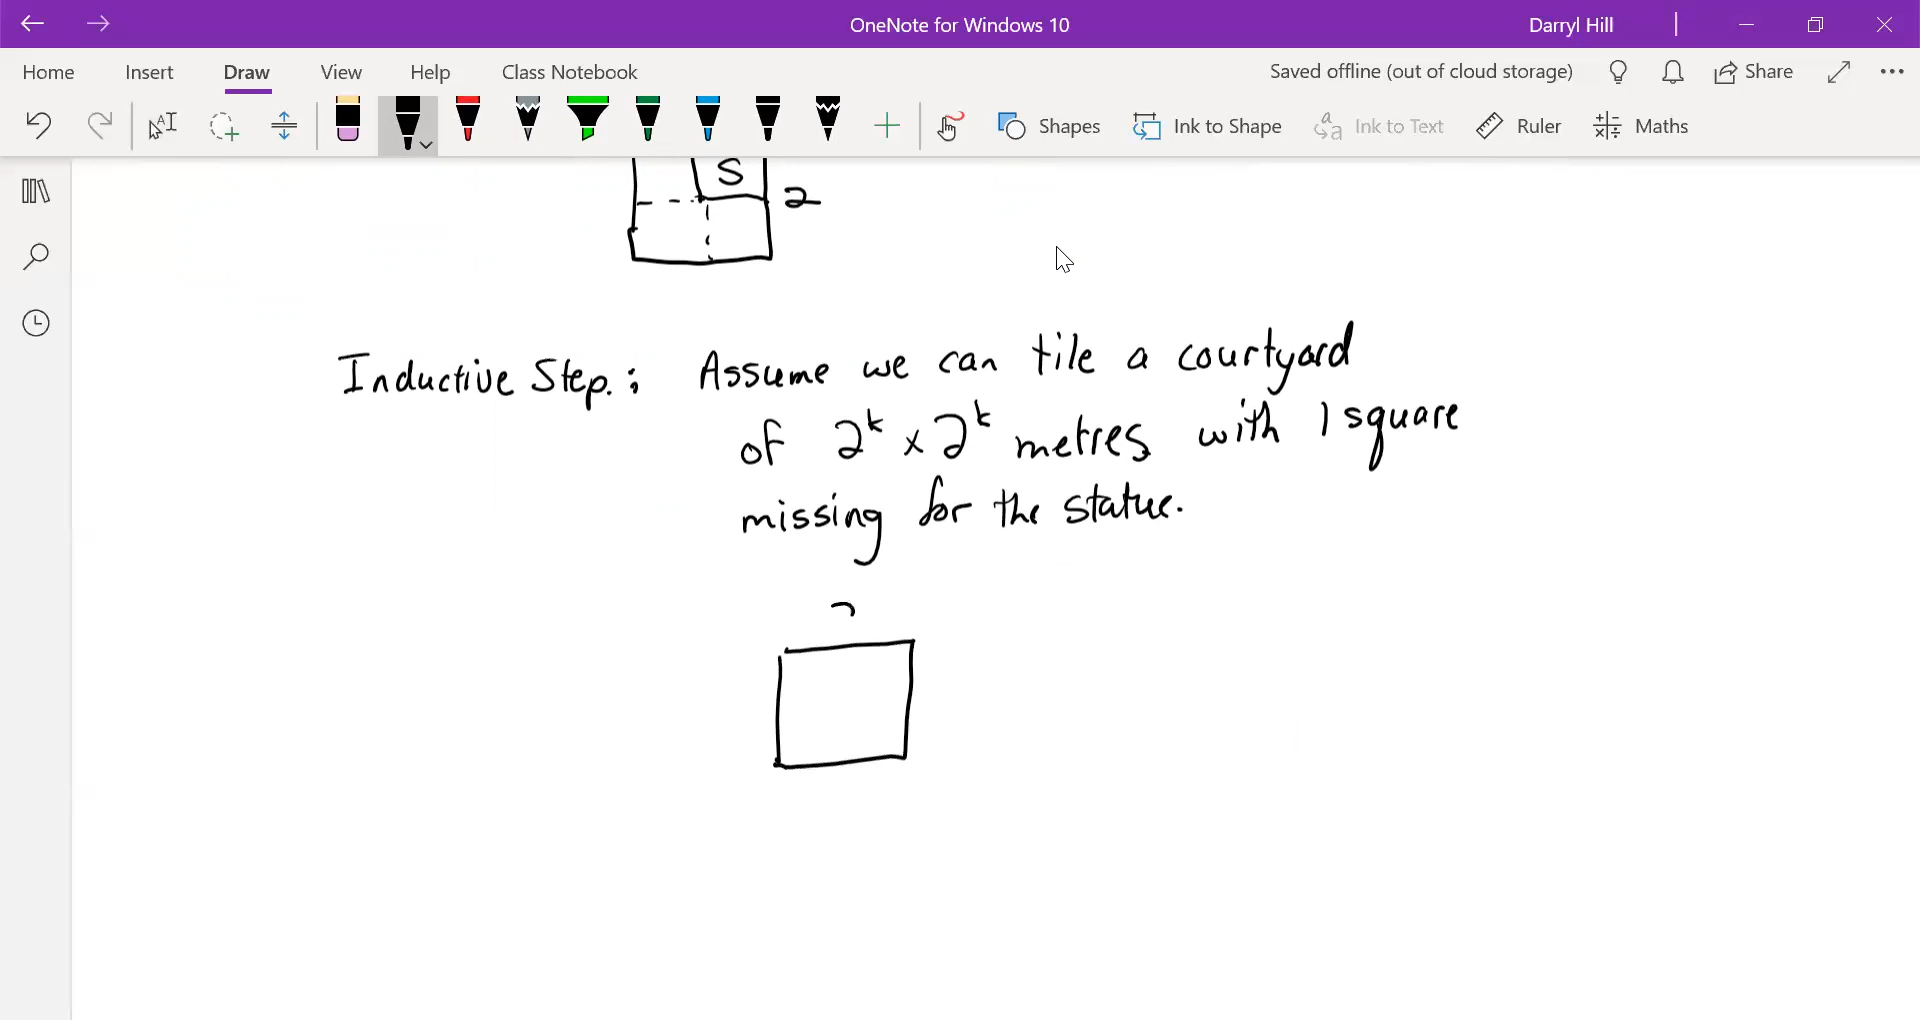 OneNote for Windows 10
Darryl Hill
Home Insert Draw View Help Class Notebook
Saved offline (out of cloud storage)
Share
Shapes
Ink to Shape
Ink to Text
Ruler
Maths
S
2
Inductive Step.: Assume we can tile a courtyard
of 2^k x 2^k metres with 1 square
missing for the statue.